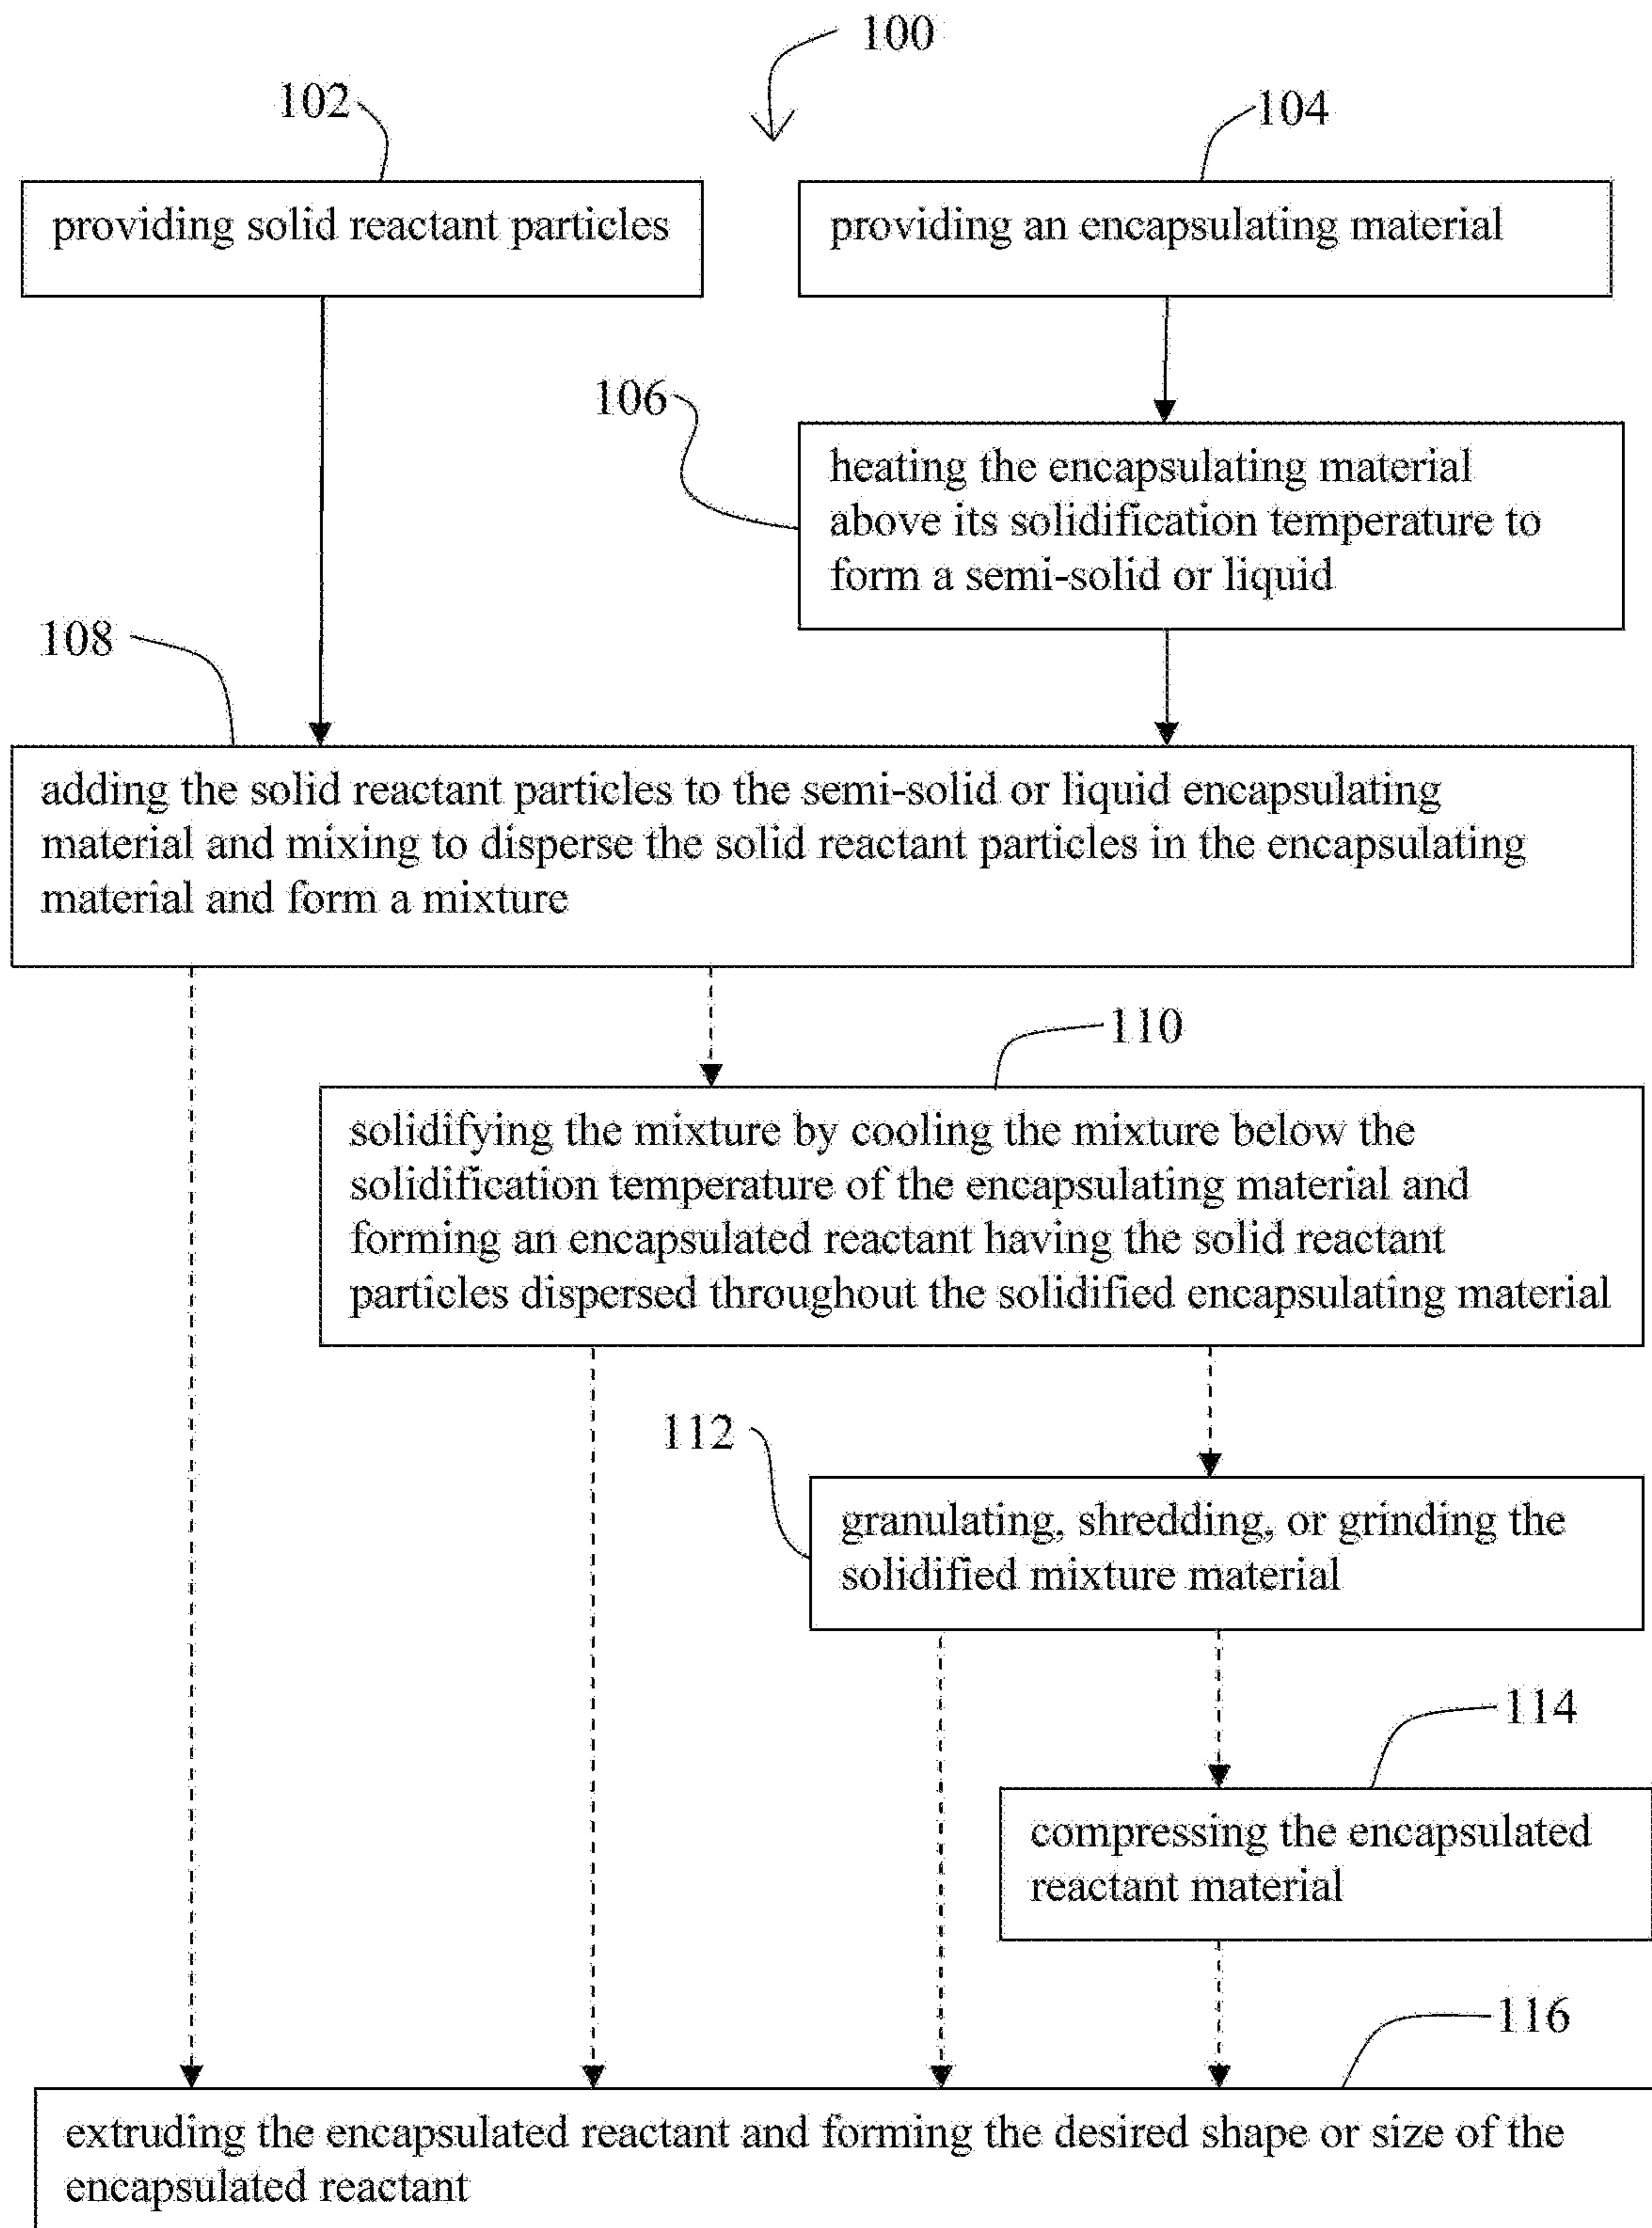 100
102
104
providing solid reactant particles
providing an encapsulating material
106
heating the encapsulating material
above its solidification temperature to
form a semi-solid or liquid
108
adding the solid reactant particles to the semi-solid or liquid encapsulating
material and mixing to disperse the solid reactant particles in the encapsulating
material and form a mixture
110
solidifying the mixture by cooling the mixture below the
solidification temperature of the encapsulating material and
forming an encapsulated reactant having the solid reactant
particles dispersed throughout the solidified encapsulating material
112
granulating, shredding, or grinding the
solidified mixture material
114
compressing the encapsulated
reactant material
116
extruding the encapsulated reactant and forming the desired shape or size of the
encapsulated reactant